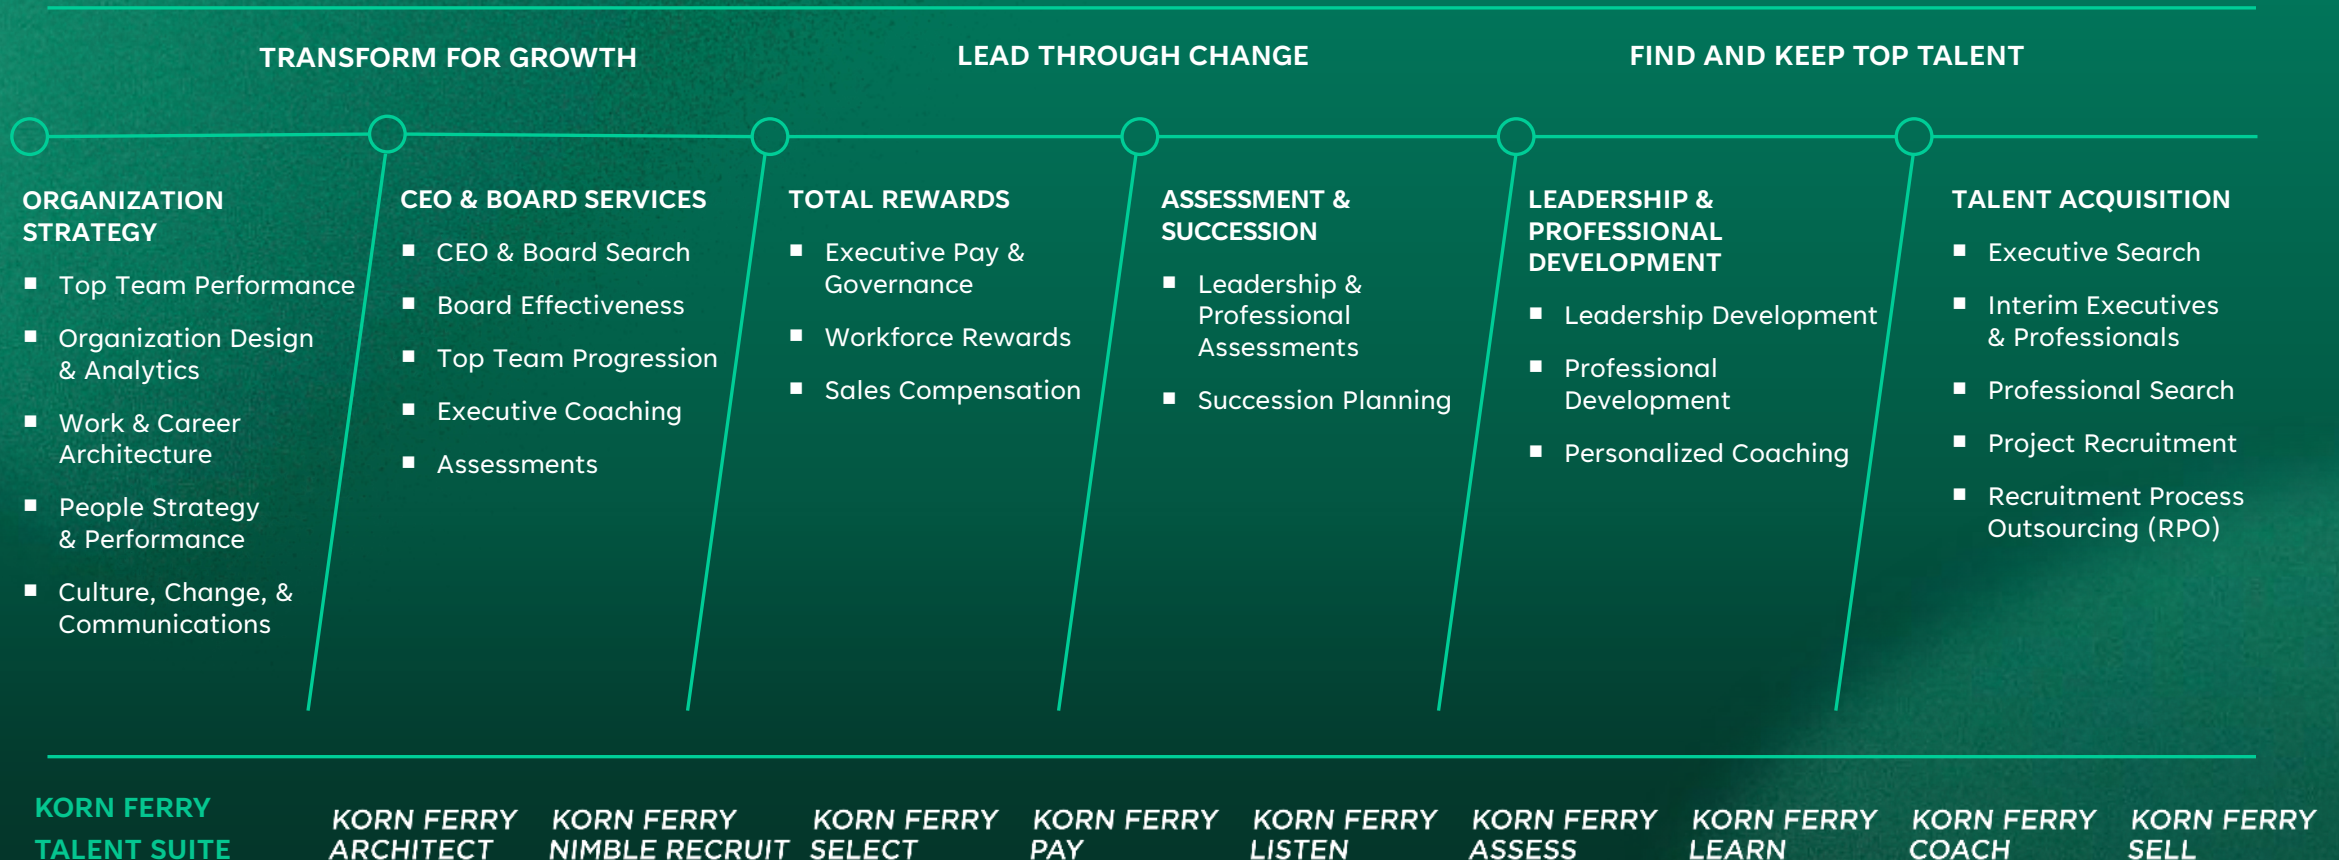 TRANSFORM FOR GROWTH
LEAD THROUGH CHANGE
FIND AND KEEP TOP TALENT
ORGANIZATION
STRATEGY
Top Team Performance
Organization Design
& Analytics
Work & Career
Architecture
People Strategy
& Performance
Culture, Change, &
Communications
CEO & BOARD SERVICES
CEO & Board Search
Board Effectiveness
Top Team Progression
Executive Coaching
Assessments
TOTAL REWARDS
Executive Pay &
Governance
Workforce Rewards
Sales Compensation
ASSESSMENT &
SUCCESSION
Leadership &
Professional
Assessments
Succession Planning
LEADERSHIP &
PROFESSIONAL
DEVELOPMENT
Leadership Development
Professional
Development
Personalized Coaching
TALENT ACQUISITION
Executive Search
Interim Executives
& Professionals
Professional Search
Project Recruitment
Recruitment Process
Outsourcing (RPO)
KORN FERRY
TALENT SUITE
KORN FERRY
ARCHITECT
KORN FERRY
NIMBLE RECRUIT
KORN FERRY
SELECT
KORN FERRY
PAY
KORN FERRY
LISTEN
KORN FERRY
ASSESS
KORN FERRY
LEARN
KORN FERRY
COACH
KORN FERRY
SELL